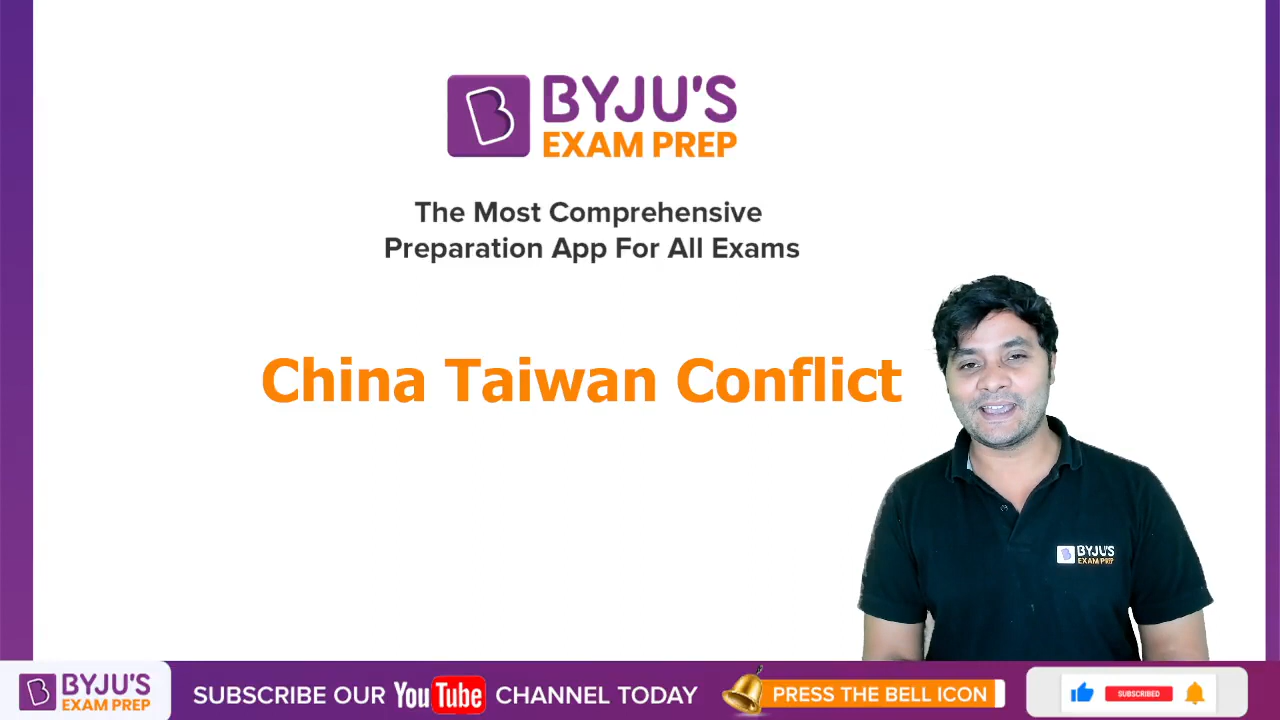 BYJU'S
EXAM PREP
The Most Comprehensive
Preparation App For All Exams
China Taiwan Conflict
BYJU'S
EXAM PREP
BYJU'S
EXAM PREP
SUBSCRIBE OUR YouTube CHANNEL TODAY
PRESS THE BELL ICON
SUBSCRIBED